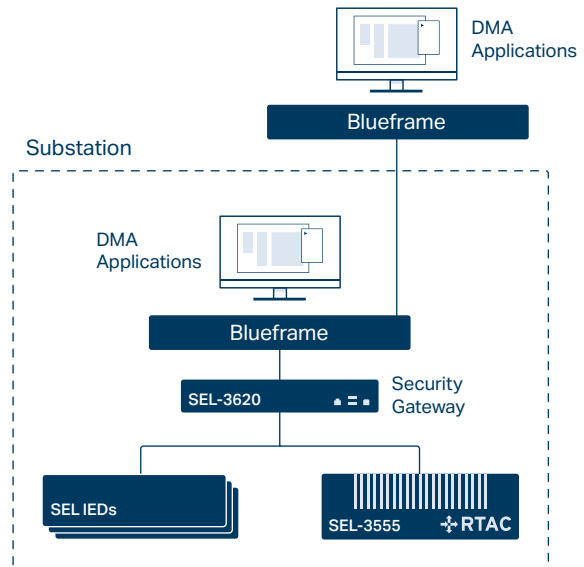 DMA
Applications
Blueframe
Substation
DMA
Applications
Blueframe
SEL-3620
Security
Gateway
SEL IEDs
SEL-3555
RTAC